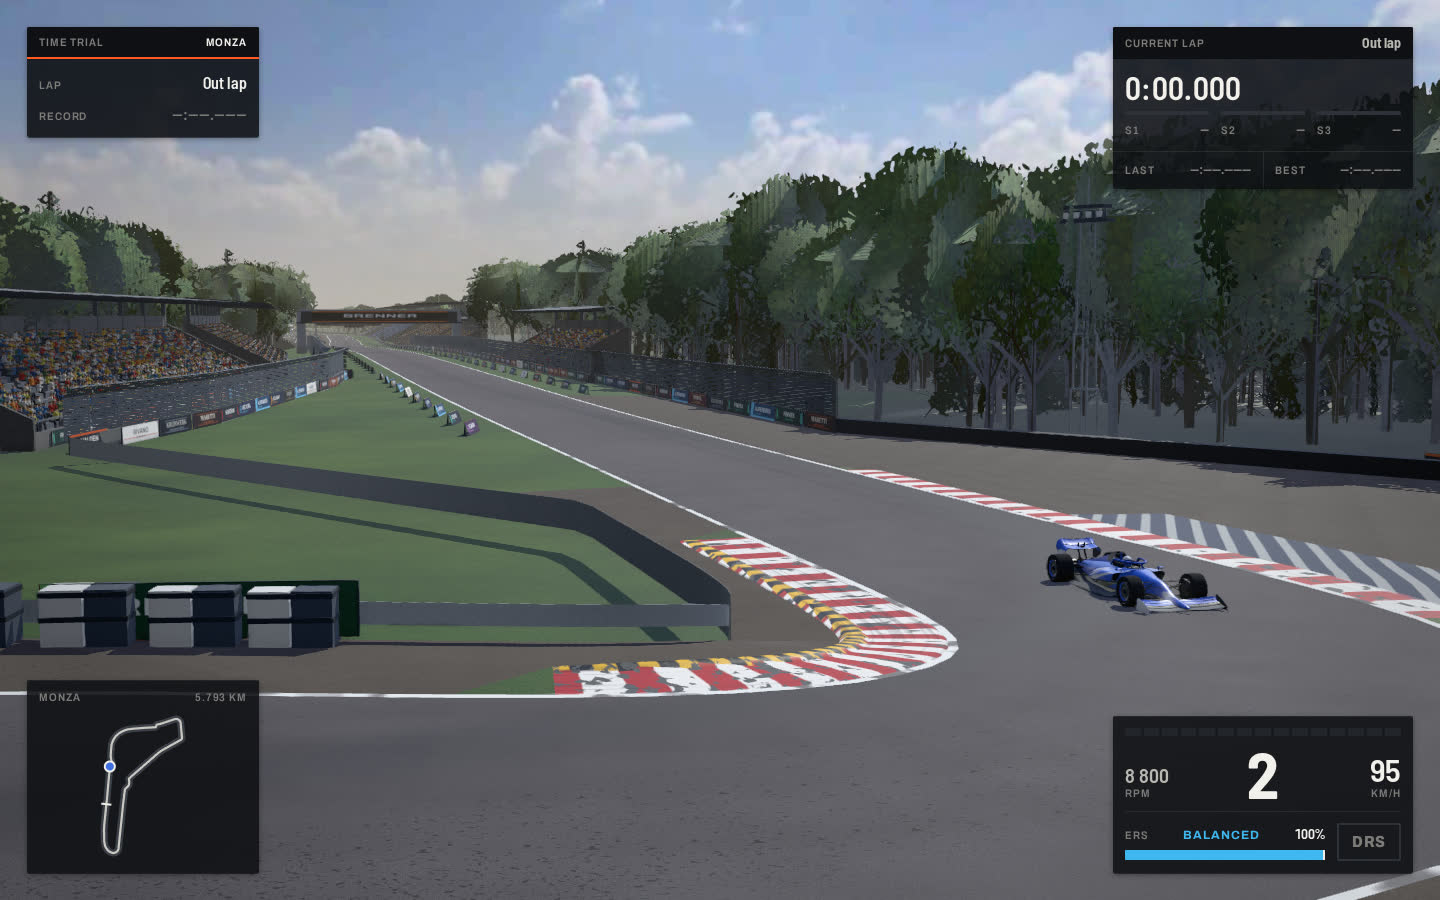 TIME TRIAL MONZA
LAP Out lap
RECORD –:––.–––
CURRENT LAP Out lap
0:00.000
S1 – S2 – S3 –
LAST –:––.––– BEST –:––.–––
BRENNER
MONZA 5.793 KM
8 800
RPM
2
95
KM/H
ERS BALANCED 100%
DRS